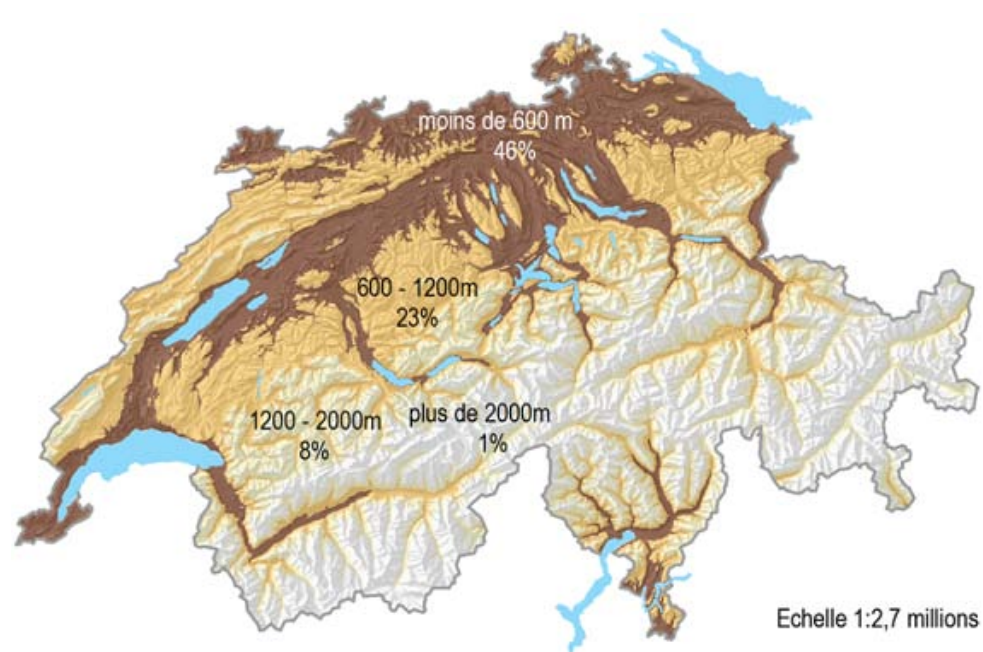 moins de 600 m
46%
600 - 1200m
23%
1200 - 2000m
8%
plus de 2000m
1%
Echelle 1:2,7 millions